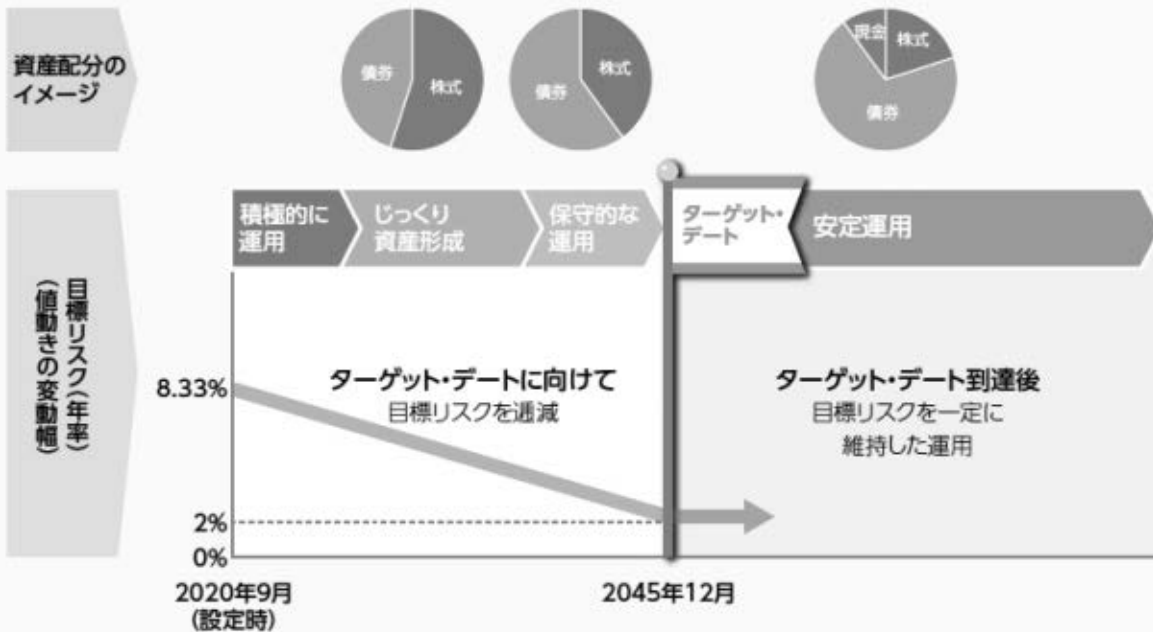 資産配分の
イメージ
債券
株式
債券
株式
現金
株式
債券
積極的に
運用
じっくり
資産形成
保守的な
運用
ターゲット・
デート
安定運用
目標リスク(年率)
(値動きの変動幅)
8.33%
2%
0%
ターゲット・デートに向けて
目標リスクを逓減
ターゲット・デート到達後
目標リスクを一定に
維持した運用
2020年9月
(設定時)
2045年12月